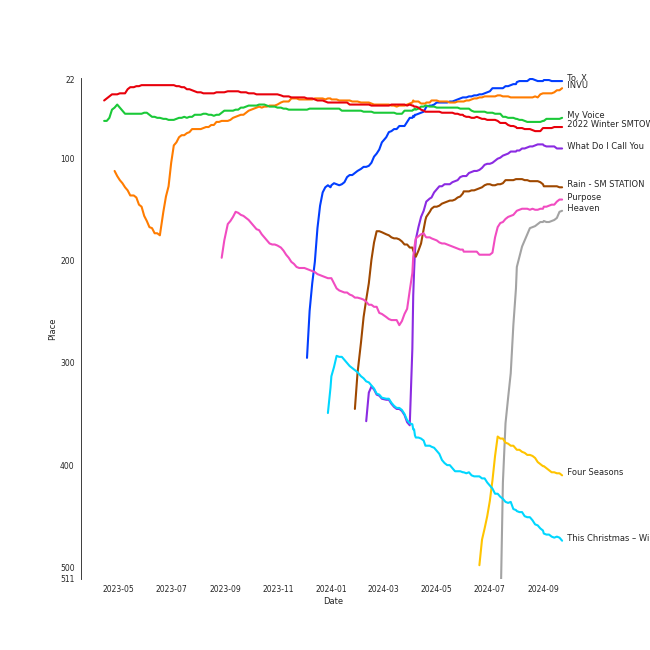 22
100
200
300
400
500
511
Place
2023-05
2023-07
2023-09
2023-11
2024-01
2024-03
2024-05
2024-07
2024-09
Date
To. X
INVU
My Voice
2022 Winter SMTOW
What Do I Call You
Rain - SM STATION
Purpose
Heaven
Four Seasons
This Christmas – Wi